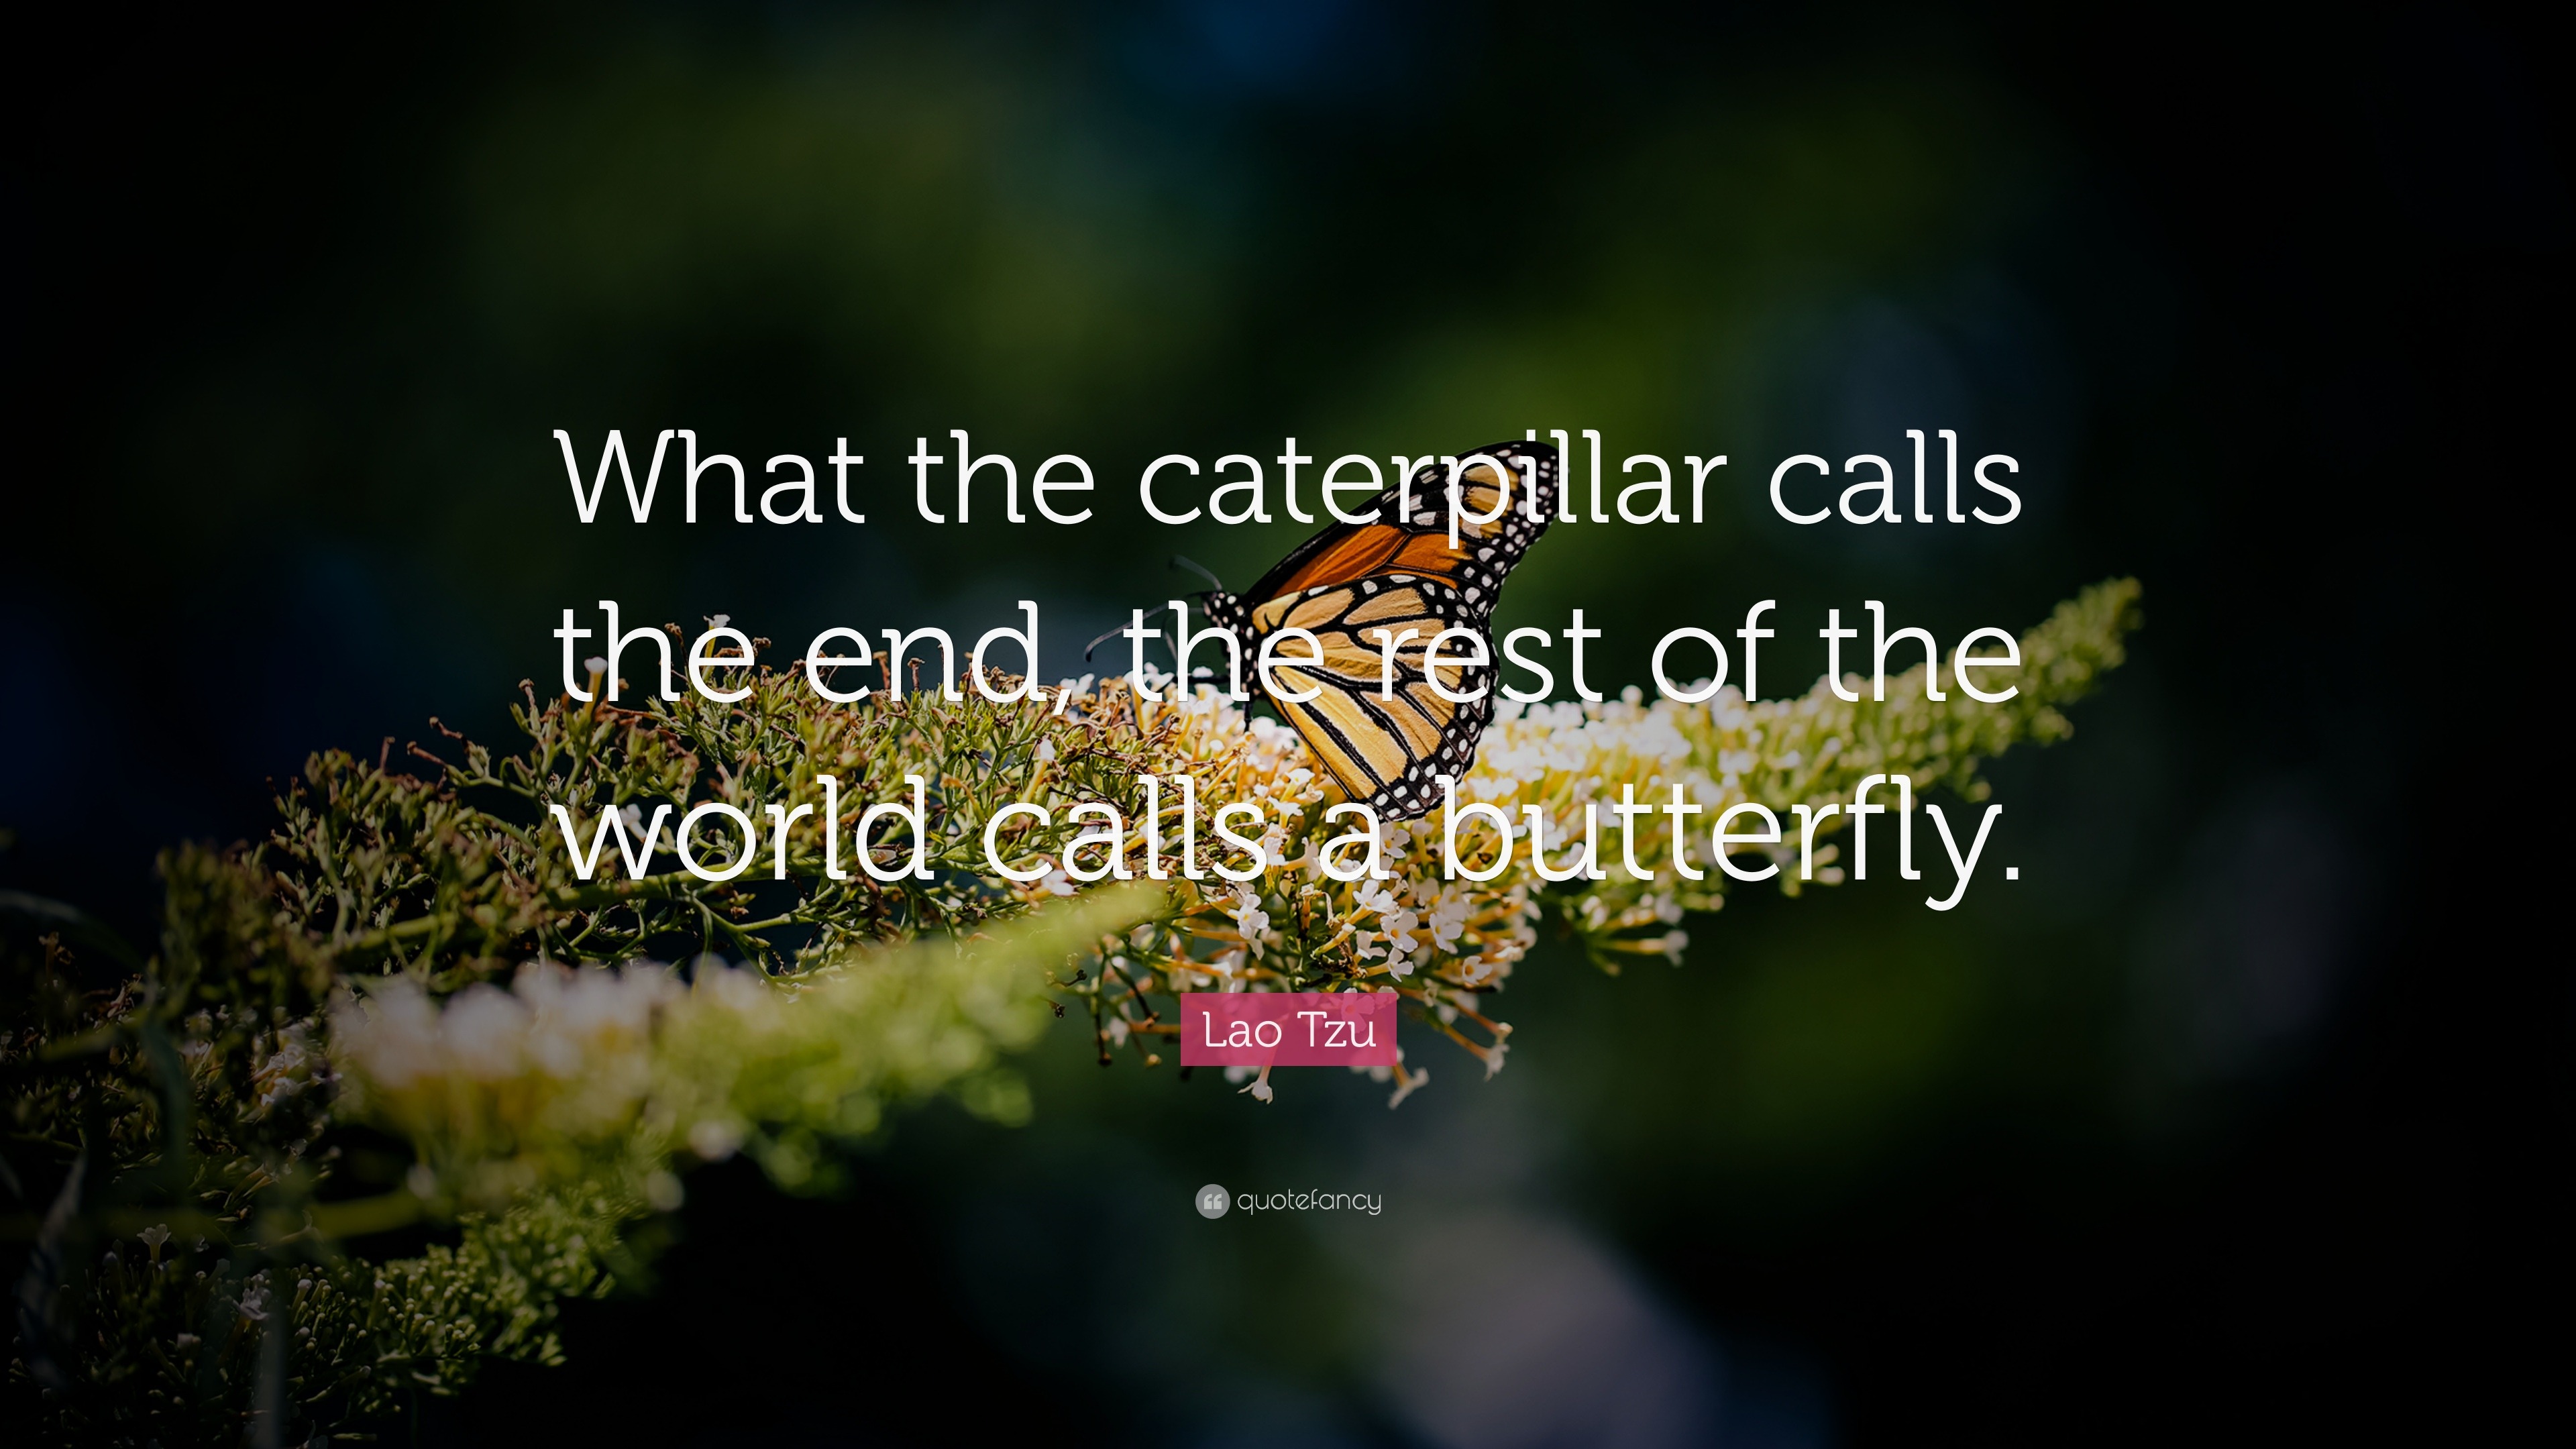 What the caterpillar calls
the end, the rest of the
world calls a butterfly.
Lao Tzu
quotefancy